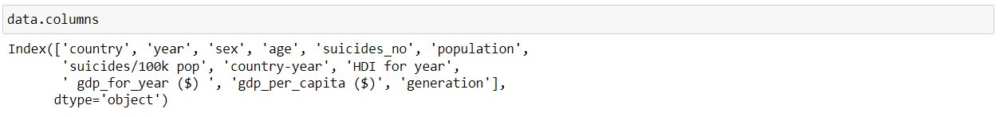 data.columns
Index(['country', 'year', 'sex', 'age', 'suicides_no', 'population',
'suicides/100k pop', 'country-year', 'HDI for year',
' gdp_for_year ($) ', 'gdp_per_capita ($)', 'generation'],
dtype='object')